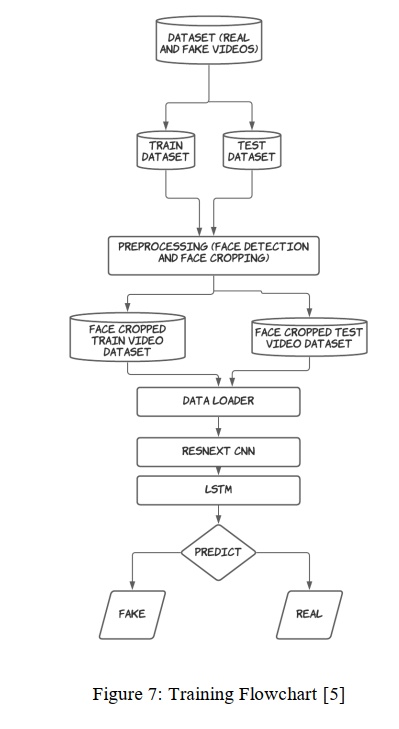 DATASET (REAL
AND FAKE VIDEOS)
TRAIN
DATASET
TEST
DATASET
PREPROCESSING (FACE DETECTION
AND FACE CROPPING)
FACE CROPPED
TRAIN VIDEO
DATASET
FACE CROPPED TEST
VIDEO DATASET
DATA LOADER
RESNEXT CNN
LSTM
PREDICT
FAKE
REAL
Figure 7: Training Flowchart [5]